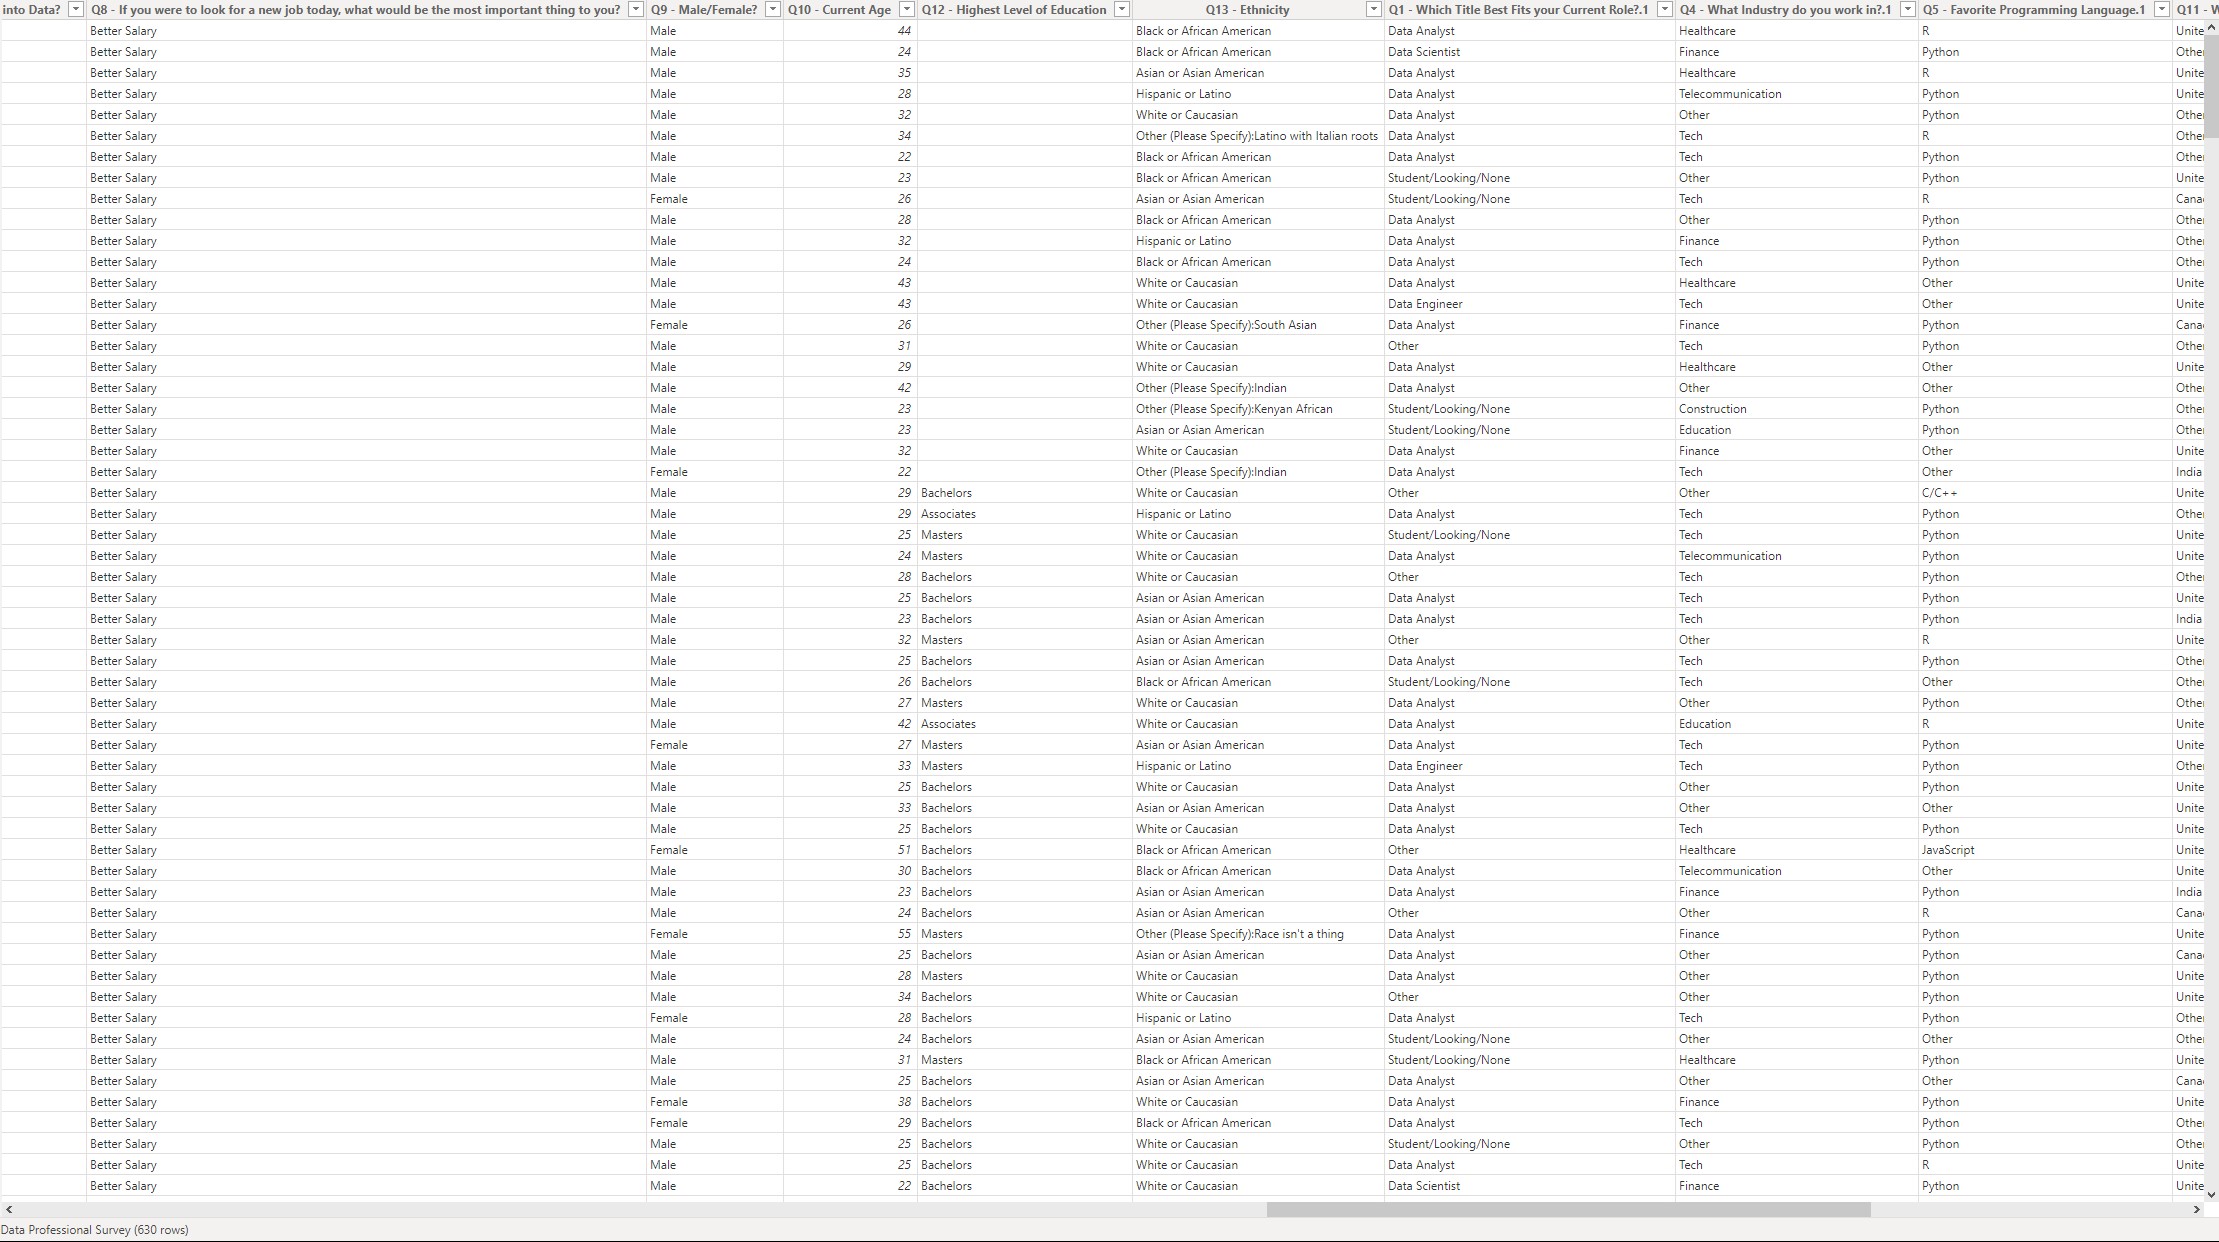 into Data? Q8 - If you were to look for a new job today, what would be the most important thing to you? Q9 - Male/Female? Q10 - Current Age Q12 - Highest Level of Education Q13 - Ethnicity Q1 - Which Title Best Fits your Current Role?.1 Q4 - What Industry do you work in?.1 Q5 - Favorite Programming Language.1 Q11 - W
Better Salary Male 44 Black or African American Data Analyst Healthcare R Unite
Better Salary Male 24 Black or African American Data Scientist Finance Python Other
Better Salary Male 35 Asian or Asian American Data Analyst Healthcare R Unite
Better Salary Male 28 Hispanic or Latino Data Analyst Telecommunication Python Unite
Better Salary Male 32 White or Caucasian Data Analyst Other Python Other
Better Salary Male 34 Other (Please Specify):Latino with Italian roots Data Analyst Tech R Other
Better Salary Male 22 Black or African American Data Analyst Tech Python Other
Better Salary Male 23 Black or African American Student/Looking/None Other Python Unite
Better Salary Female 26 Asian or Asian American Student/Looking/None Tech R Cana
Better Salary Male 28 Black or African American Data Analyst Other Python Other
Better Salary Male 32 Hispanic or Latino Data Analyst Finance Python Other
Better Salary Male 24 Black or African American Data Analyst Tech Python Other
Better Salary Male 43 White or Caucasian Data Analyst Healthcare Other Unite
Better Salary Male 43 White or Caucasian Data Engineer Tech Other Unite
Better Salary Female 26 Other (Please Specify):South Asian Data Analyst Finance Python Cana
Better Salary Male 31 White or Caucasian Other Tech Python Other
Better Salary Male 29 White or Caucasian Data Analyst Healthcare Other Unite
Better Salary Male 42 Other (Please Specify):Indian Data Analyst Other Other Other
Better Salary Male 23 Other (Please Specify):Kenyan African Student/Looking/None Construction Python Other
Better Salary Male 23 Asian or Asian American Student/Looking/None Education Python Other
Better Salary Male 32 White or Caucasian Data Analyst Finance Other Unite
Better Salary Female 22 Other (Please Specify):Indian Data Analyst Tech Other India
Better Salary Male 29 Bachelors White or Caucasian Other Other C/C++ Unite
Better Salary Male 29 Associates Hispanic or Latino Data Analyst Tech Python Other
Better Salary Male 25 Masters White or Caucasian Student/Looking/None Tech Python Unite
Better Salary Male 24 Masters White or Caucasian Data Analyst Telecommunication Python Unite
Better Salary Male 28 Bachelors White or Caucasian Other Tech Python Other
Better Salary Male 25 Bachelors Asian or Asian American Data Analyst Tech Python Unite
Better Salary Male 23 Bachelors Asian or Asian American Data Analyst Tech Python India
Better Salary Male 32 Masters Asian or Asian American Other Other R Unite
Better Salary Male 25 Bachelors Asian or Asian American Data Analyst Tech Python Other
Better Salary Male 26 Bachelors Black or African American Student/Looking/None Tech Other Other
Better Salary Male 27 Masters White or Caucasian Data Analyst Other Python Other
Better Salary Male 42 Associates White or Caucasian Data Analyst Education R Unite
Better Salary Female 27 Masters Asian or Asian American Data Analyst Tech Python Unite
Better Salary Male 33 Masters Hispanic or Latino Data Engineer Tech Python Other
Better Salary Male 25 Bachelors White or Caucasian Data Analyst Other Python Unite
Better Salary Male 33 Bachelors Asian or Asian American Data Analyst Other Other Unite
Better Salary Male 25 Bachelors White or Caucasian Data Analyst Tech Python Unite
Better Salary Female 51 Bachelors Black or African American Other Healthcare JavaScript Unite
Better Salary Male 30 Bachelors Black or African American Data Analyst Telecommunication Other Unite
Better Salary Male 23 Bachelors Asian or Asian American Data Analyst Finance Python India
Better Salary Male 24 Bachelors Asian or Asian American Other Other R Cana
Better Salary Female 55 Masters Other (Please Specify):Race isn't a thing Data Analyst Finance Python Unite
Better Salary Male 25 Bachelors Asian or Asian American Data Analyst Other Python Cana
Better Salary Male 28 Masters White or Caucasian Data Analyst Other Python Unite
Better Salary Male 34 Bachelors White or Caucasian Other Other Python Unite
Better Salary Female 28 Bachelors Hispanic or Latino Data Analyst Tech Python Other
Better Salary Male 24 Bachelors Asian or Asian American Student/Looking/None Other Other Other
Better Salary Male 31 Masters Black or African American Student/Looking/None Healthcare Python Unite
Better Salary Male 25 Bachelors Asian or Asian American Data Analyst Other Other Cana
Better Salary Female 38 Bachelors White or Caucasian Data Analyst Finance Python Unite
Better Salary Female 29 Bachelors Black or African American Data Analyst Tech Python Other
Better Salary Male 25 Bachelors White or Caucasian Student/Looking/None Other Python Other
Better Salary Male 25 Bachelors White or Caucasian Data Analyst Tech R Unite
Better Salary Male 22 Bachelors White or Caucasian Data Scientist Finance Python Unite
Data Professional Survey (630 rows)